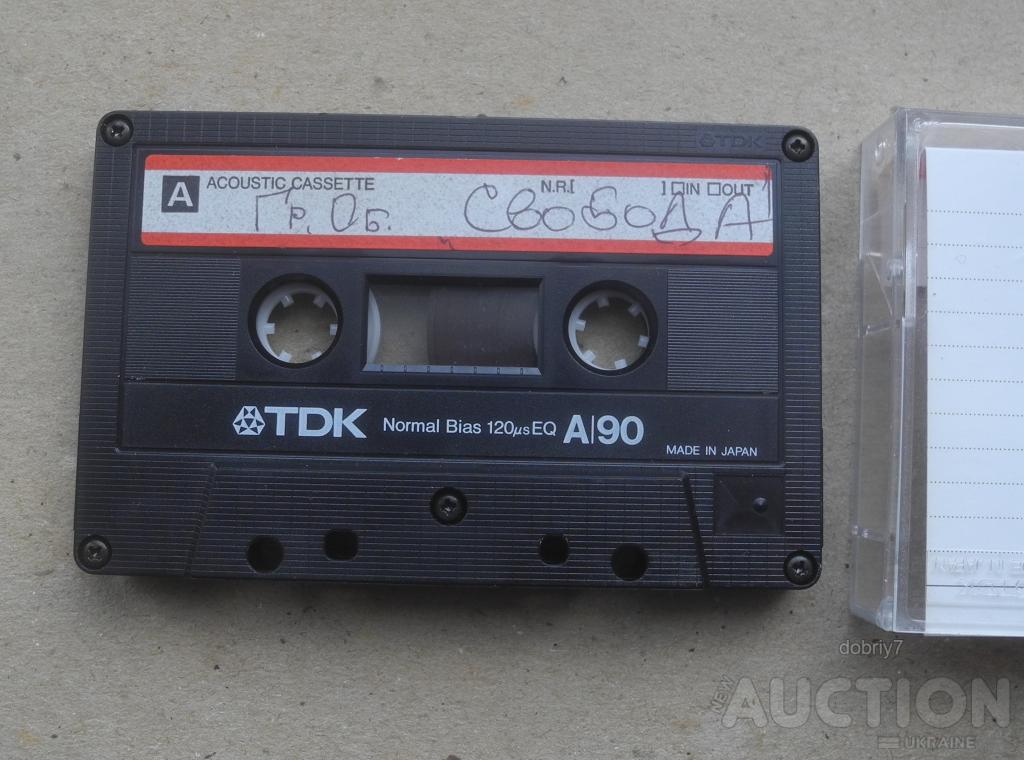 TDK
A ACOUSTIC CASSETTE N.R.[ ] IN OUT
Гр. Об. СВОБОДА
TDK Normal Bias 120µs EQ A|90
MADE IN JAPAN
dobriy7
NEW AUCTION
UKRAINE